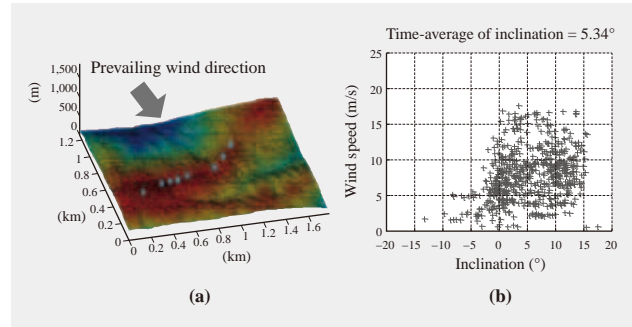 Prevailing wind direction
(m)
1,500
1,000
500
0
1.2
1
0.8
0.6
0.4
0.2
0
(km)
0 0.2 0.4 0.6 0.8 1 1.2 1.4 1.6
(km)
(a)
Time-average of inclination = 5.34°
Wind speed (m/s)
25
20
15
10
5
0
−20 −15 −10 −5 0 5 10 15 20
Inclination (°)
(b)